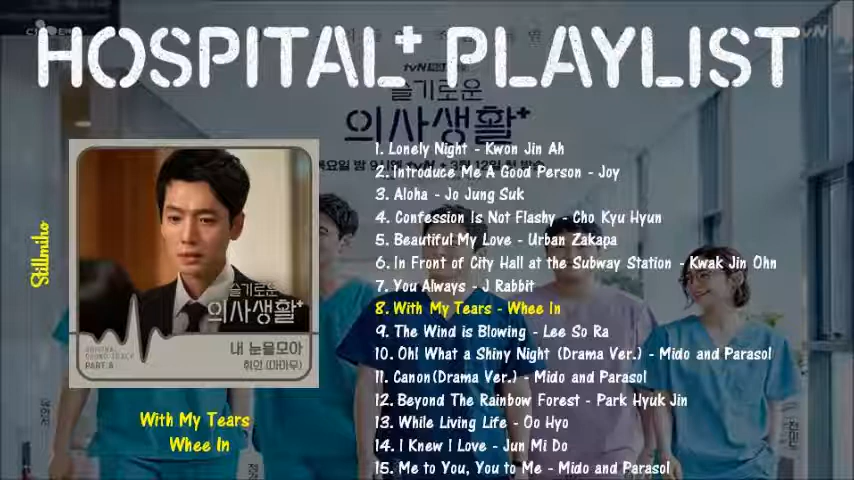 HOSPITAL+ PLAYLIST
tvN
슬기로운
의사생활+
1. Lonely Night - Kwon Jin Ah
2. Introduce Me A Good Person - Joy
3. Aloha - Jo Jung Suk
4. Confession Is Not Flashy - Cho Kyu Hyun
5. Beautiful My Love - Urban Zakapa
6. In Front of City Hall at the Subway Station - Kwak Jin Ohn
7. You Always - J Rabbit
8. With My Tears - Whee In
9. The Wind is Blowing - Lee So Ra
10. Oh! What a Shiny Night (Drama Ver.) - Mido and Parasol
11. Canon(Drama Ver.) - Mido and Parasol
12. Beyond The Rainbow Forest - Park Hyuk Jin
13. While Living Life - Oo Hyo
14. I Knew I Love - Jun Mi Do
15. Me to You, You to Me - Mido and Parasol
Stillmiho
슬기로운
의사생활+
ORIGINAL
SOUND TRACK
PART 8
내 눈물모아
휘인 (마마무)
With My Tears
Whee In